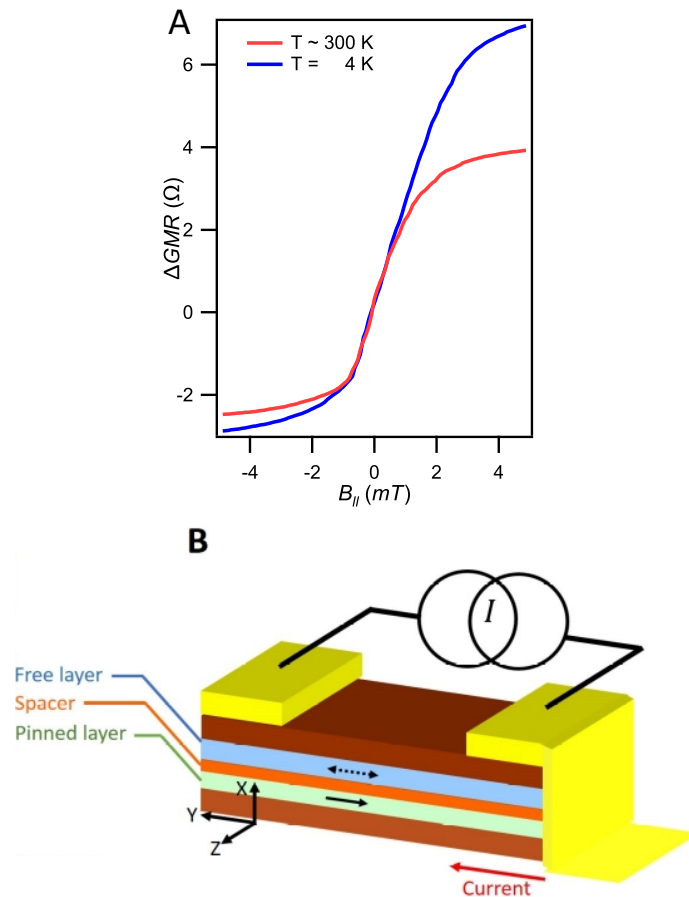 A
T ~ 300 K
T = 4 K
6
4
2
0
-2
ΔGMR (Ω)
-4
-2
0
2
4
B// (mT)
B
I
Free layer
Spacer
Pinned layer
X
Y
Z
Current